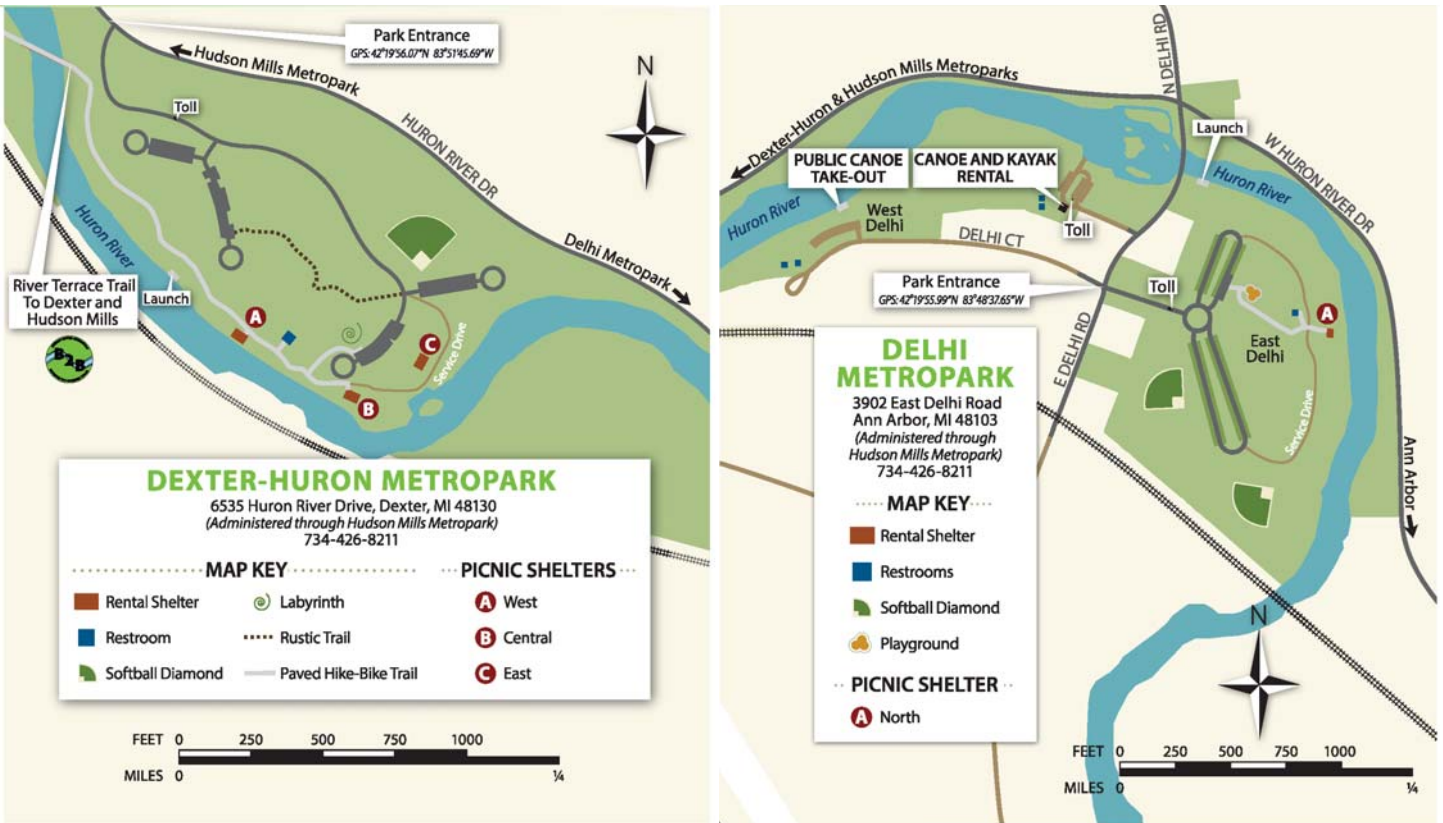 Park Entrance
GPS: 42°19'56.07"N 83°51'45.69"W
Hudson Mills Metropark
HURON RIVER DR
N
Toll
Delhi Metropark
Huron River
River Terrace Trail
To Dexter and
Hudson Mills
Launch
B2B
A
C
B
Service Drive
DEXTER-HURON METROPARK
6535 Huron River Drive, Dexter, MI 48130
(Administered through Hudson Mills Metropark)
734-426-8211
MAP KEY
Rental Shelter
Restroom
Softball Diamond
Labyrinth
Rustic Trail
Paved Hike-Bike Trail
PICNIC SHELTERS
A West
B Central
C East
FEET 0 250 500 750 1000
MILES 0 ¼
N DELHI RD
Dexter-Huron & Hudson Mills Metroparks
Launch
W HURON RIVER DR
PUBLIC CANOE
TAKE-OUT
CANOE AND KAYAK
RENTAL
Huron River
Huron River
West
Delhi
Toll
DELHI CT
Park Entrance
GPS: 42°19'55.99"N 83°48'37.65"W
Toll
A
East
Delhi
E DELHI RD
Service Drive
Ann Arbor
DELHI
METROPARK
3902 East Delhi Road
Ann Arbor, MI 48103
(Administered through
Hudson Mills Metropark)
734-426-8211
MAP KEY
Rental Shelter
Restrooms
Softball Diamond
Playground
PICNIC SHELTER
A North
N
FEET 0 250 500 750 1000
MILES 0 ¼